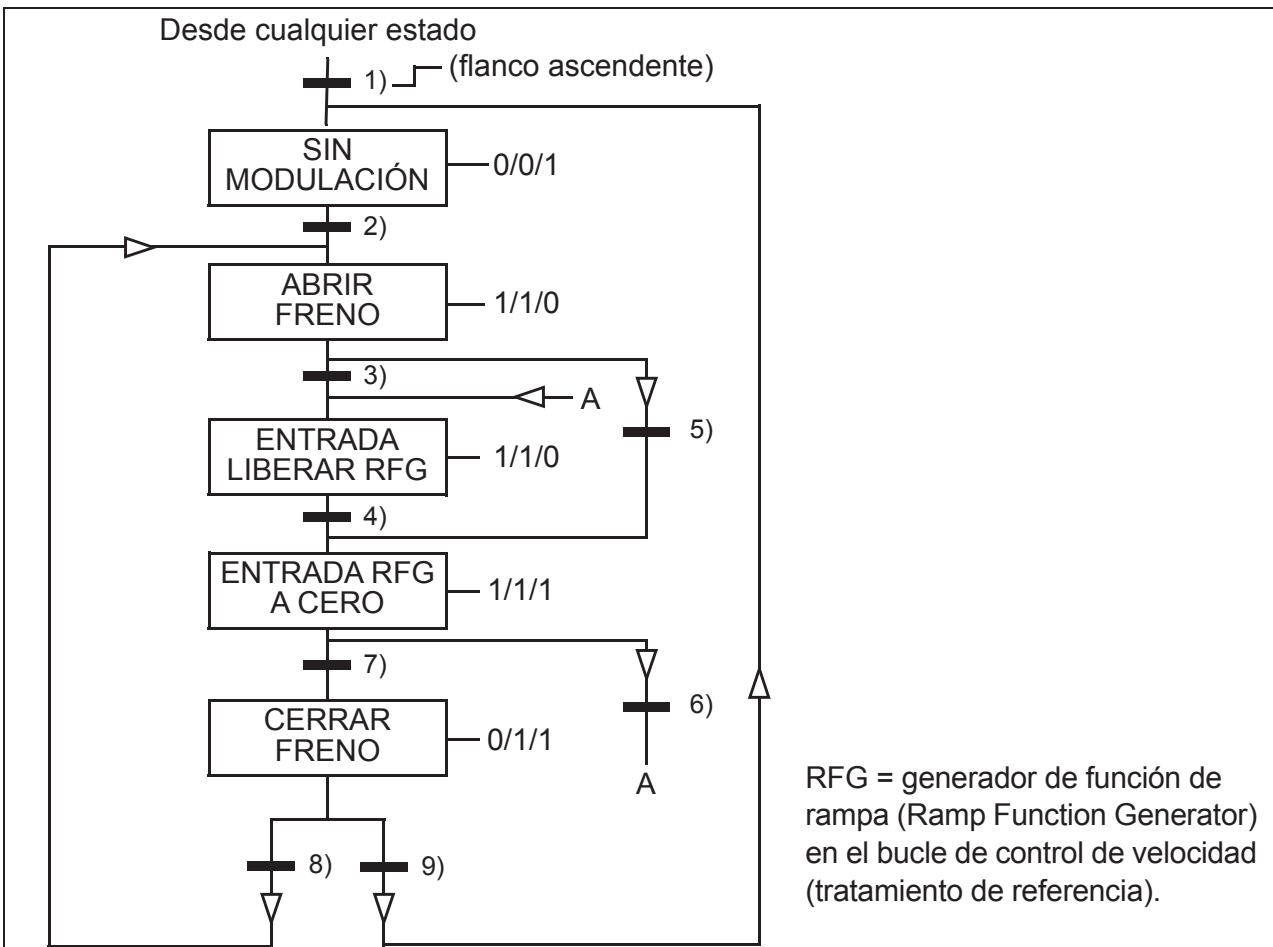 Desde cualquier estado
1) (flanco ascendente)
SIN
MODULACIÓN
0/0/1
2)
ABRIR
FRENO
1/1/0
3)
A
5)
ENTRADA
LIBERAR RFG
1/1/0
4)
ENTRADA RFG
A CERO
1/1/1
7)
6)
CERRAR
FRENO
0/1/1
A
RFG = generador de función de
rampa (Ramp Function Generator)
en el bucle de control de velocidad
(tratamiento de referencia).
8)
9)